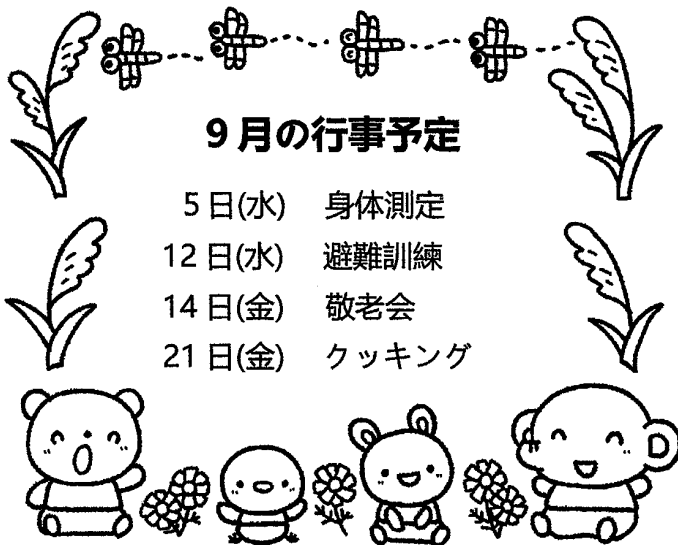 9月の行事予定
5日(水) 身体測定
12日(水) 避難訓練
14日(金) 敬老会
21日(金) クッキング